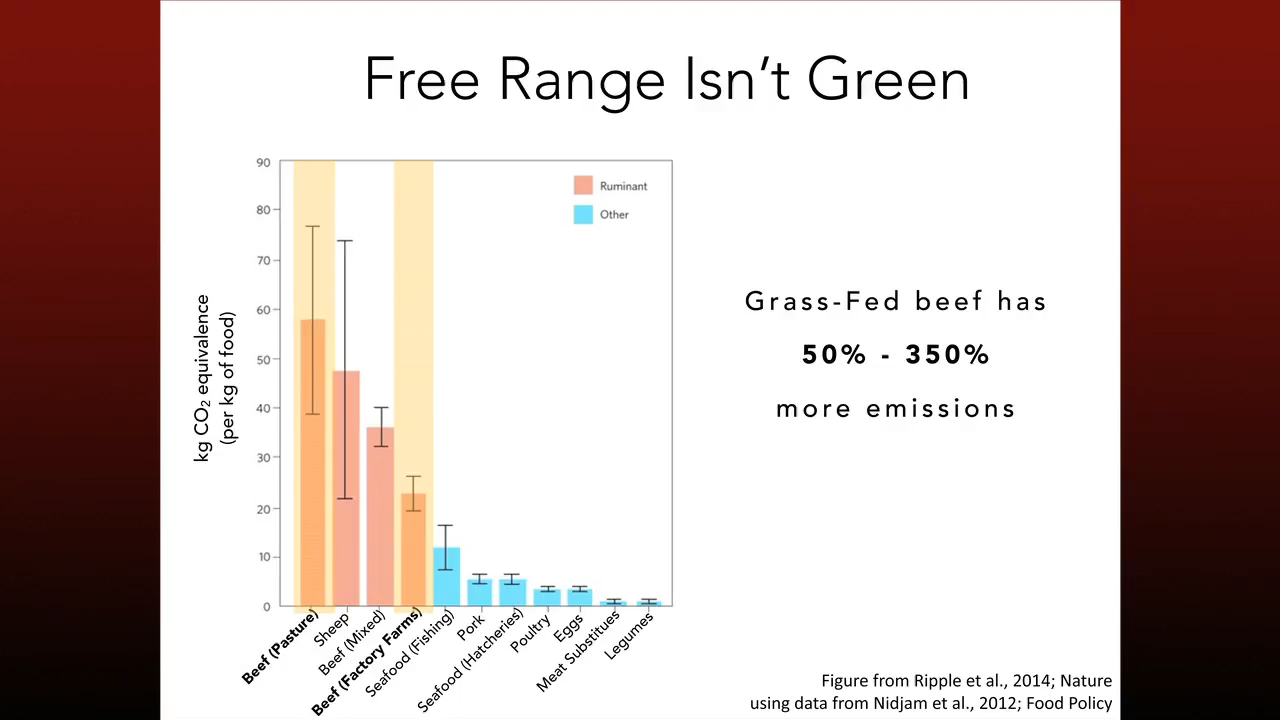 Free Range Isn't Green
90
80
70
60
50
40
30
20
10
0
kg CO₂ equivalence
(per kg of food)
Ruminant
Other
Beef (Pasture)
Sheep
Beef (Mixed)
Beef (Factory Farms)
Seafood (Fishing)
Pork
Seafood (Hatcheries)
Poultry
Eggs
Meat Substitues
Legumes
Grass-Fed beef has
50% - 350%
more emissions
Figure from Ripple et al., 2014; Nature
using data from Nidjam et al., 2012; Food Policy